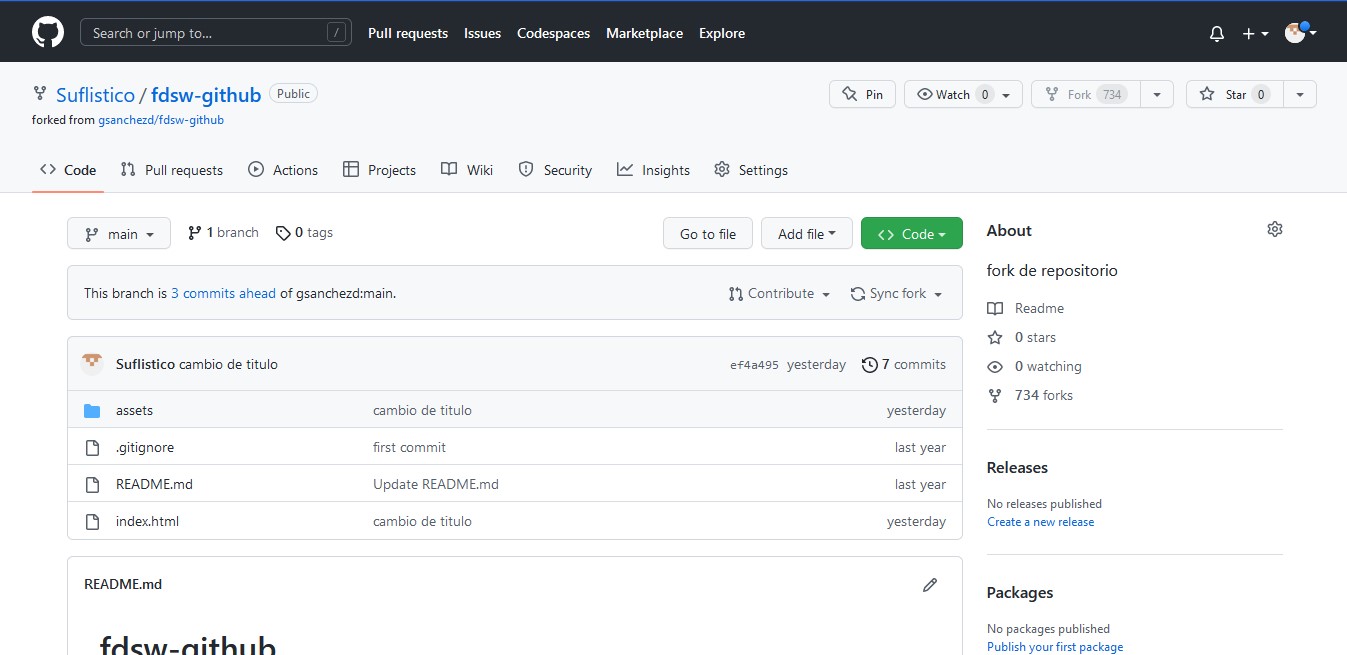 Search or jump to... /
Pull requests Issues Codespaces Marketplace Explore
Suflistico / fdsw-github Public
Pin Watch 0 Fork 734 Star 0
forked from gsanchezd/fdsw-github
Code Pull requests Actions Projects Wiki Security Insights Settings
main 1 branch 0 tags Go to file Add file Code
This branch is 3 commits ahead of gsanchezd:main. Contribute Sync fork
Suflistico cambio de titulo ef4a495 yesterday 7 commits
assets cambio de titulo yesterday
.gitignore first commit last year
README.md Update README.md last year
index.html cambio de titulo yesterday
README.md
fdsw-github
About
fork de repositorio
Readme
0 stars
0 watching
734 forks
Releases
No releases published
Create a new release
Packages
No packages published
Publish your first package